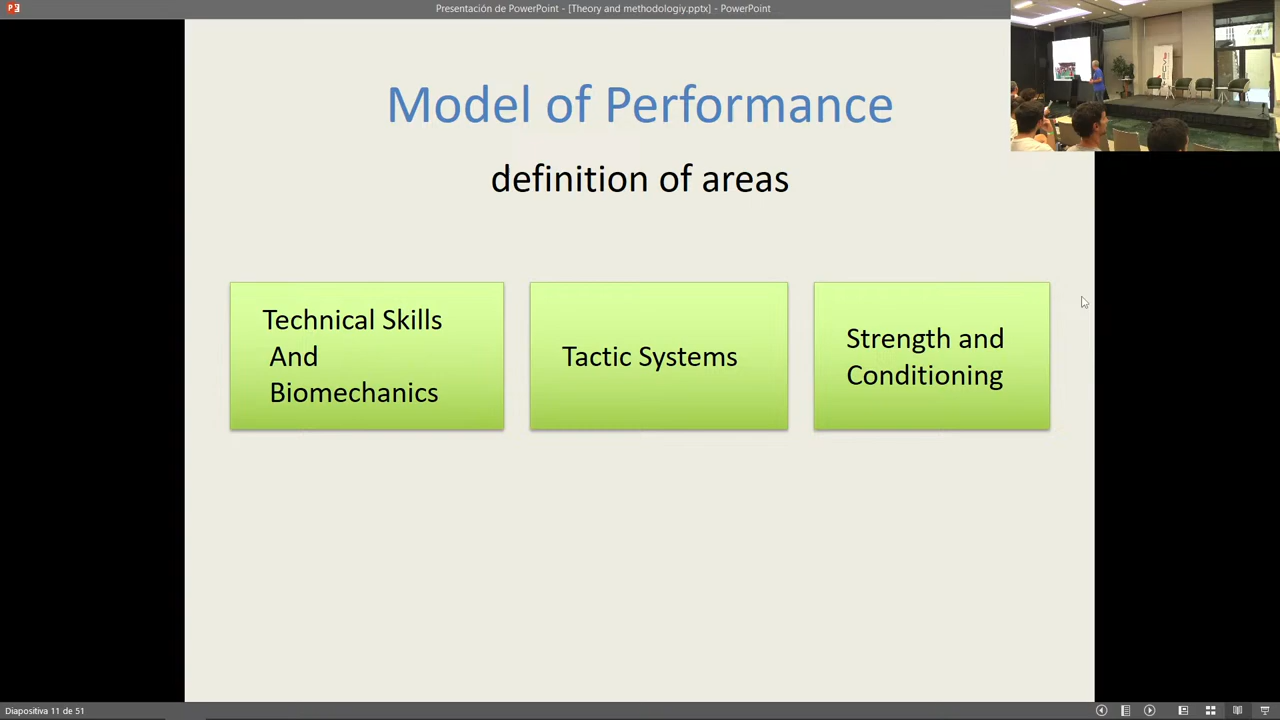 Presentación de PowerPoint - [Theory and methodologiy.pptx] - PowerPoint
Model of Performance
definition of areas
Technical Skills
And
Biomechanics
Tactic Systems
Strength and
Conditioning
Diapositiva 11 de 51